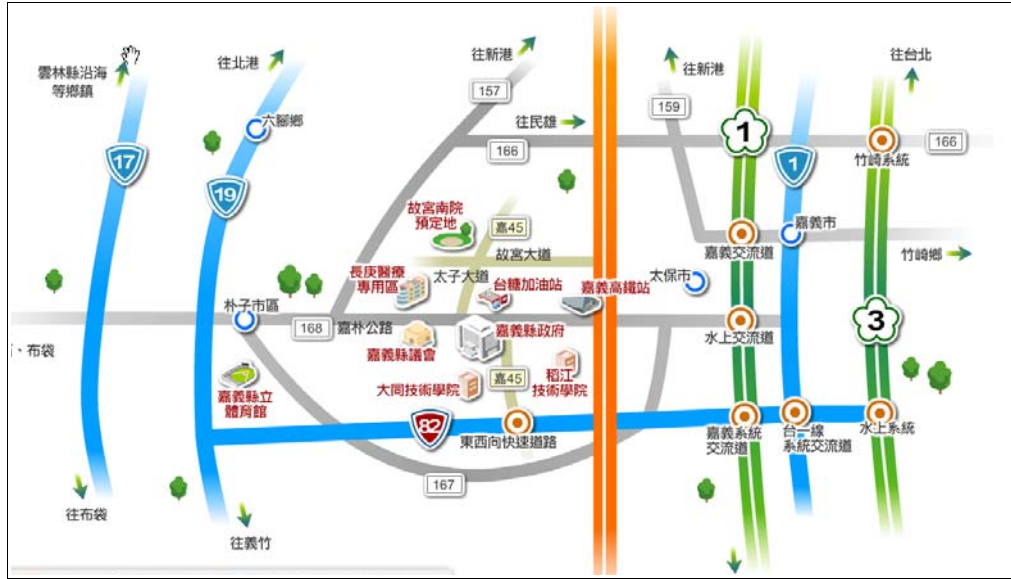 往新港
往台北
往北港
往新港
雲林縣沿海
等鄉鎮
157
159
六腳鄉
往民雄
1
166
166
17
1
竹崎系統
19
故宮南院
預定地
嘉45
嘉義市
嘉義交流道
故宮大道
竹崎鄉
長庚醫療
專用區
太子大道
台糖加油站
太保市
嘉義高鐵站
朴子市區
168
嘉朴公路
嘉義縣政府
水上交流道
3
、布袋
嘉義縣議會
嘉義縣立
體育館
大同技術學院
嘉45
稻江
技術學院
82
東西向快速道路
嘉義系統
交流道
台一線
系統交流道
水上系統
167
往布袋
往義竹